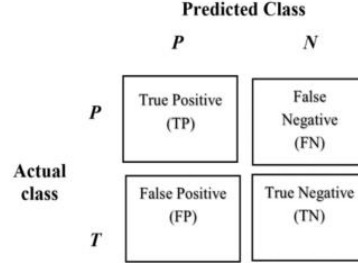 Predicted Class
P N
P
True Positive
(TP)
False
Negative
(FN)
Actual
class
T
False Positive
(FP)
True Negative
(TN)